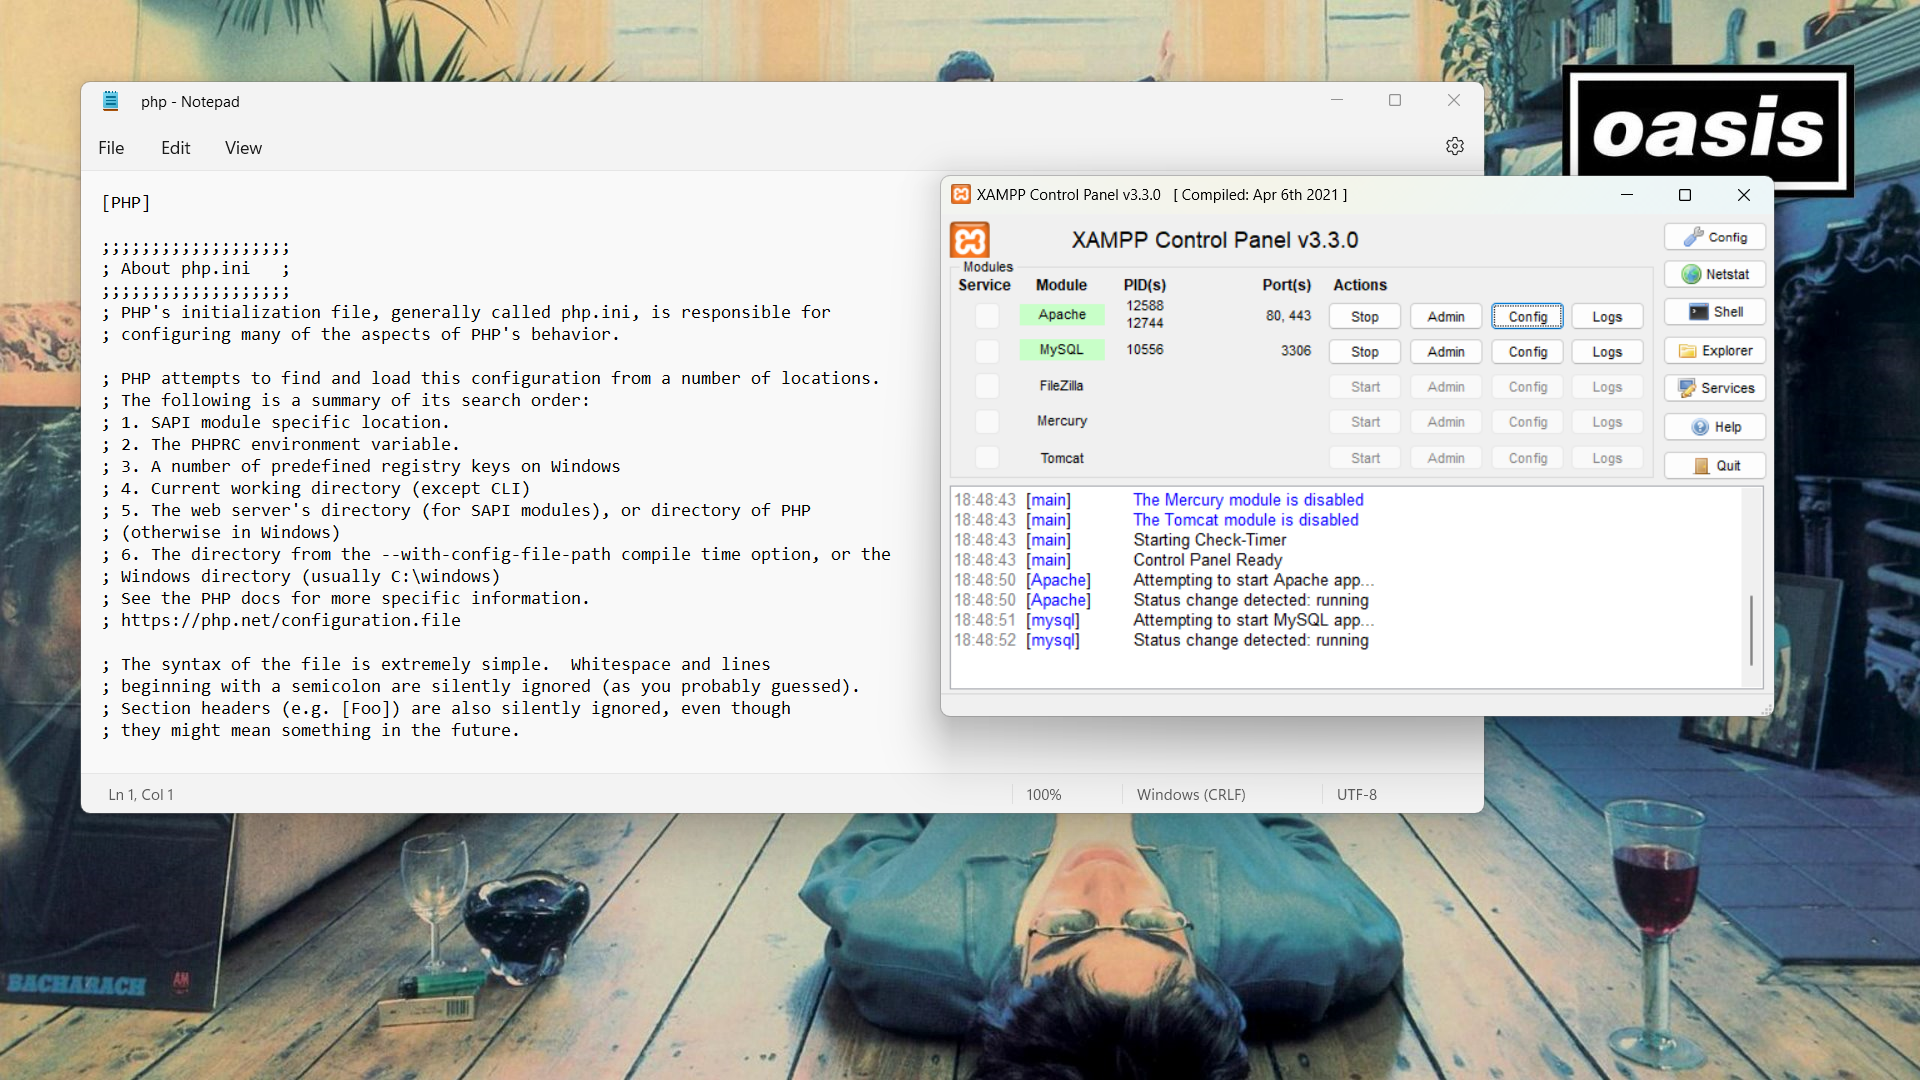 php - Notepad
File Edit View
[PHP]
;;;;;;;;;;;;;;;;;;;
; About php.ini   ;
;;;;;;;;;;;;;;;;;;;
; PHP's initialization file, generally called php.ini, is responsible for
; configuring many of the aspects of PHP's behavior.
; PHP attempts to find and load this configuration from a number of locations.
; The following is a summary of its search order:
; 1. SAPI module specific location.
; 2. The PHPRC environment variable.
; 3. A number of predefined registry keys on Windows
; 4. Current working directory (except CLI)
; 5. The web server's directory (for SAPI modules), or directory of PHP
; (otherwise in Windows)
; 6. The directory from the --with-config-file-path compile time option, or the
; Windows directory (usually C:\windows)
; See the PHP docs for more specific information.
; https://php.net/configuration.file
; The syntax of the file is extremely simple.  Whitespace and lines
; beginning with a semicolon are silently ignored (as you probably guessed).
; Section headers (e.g. [Foo]) are also silently ignored, even though
; they might mean something in the future.
Ln 1, Col 1 100% Windows (CRLF) UTF-8
oasis
XAMPP Control Panel v3.3.0 [ Compiled: Apr 6th 2021 ]
XAMPP Control Panel v3.3.0
Modules
Service Module PID(s) Port(s) Actions
Apache 12588 12744 80, 443 Stop Admin Config Logs
MySQL 10556 3306 Stop Admin Config Logs
FileZilla Start Admin Config Logs
Mercury Start Admin Config Logs
Tomcat Start Admin Config Logs
Config
Netstat
Shell
Explorer
Services
Help
Quit
18:48:43 [main] The Mercury module is disabled
18:48:43 [main] The Tomcat module is disabled
18:48:43 [main] Starting Check-Timer
18:48:43 [main] Control Panel Ready
18:48:50 [Apache] Attempting to start Apache app...
18:48:50 [Apache] Status change detected: running
18:48:51 [mysql] Attempting to start MySQL app...
18:48:52 [mysql] Status change detected: running
BACHARACH